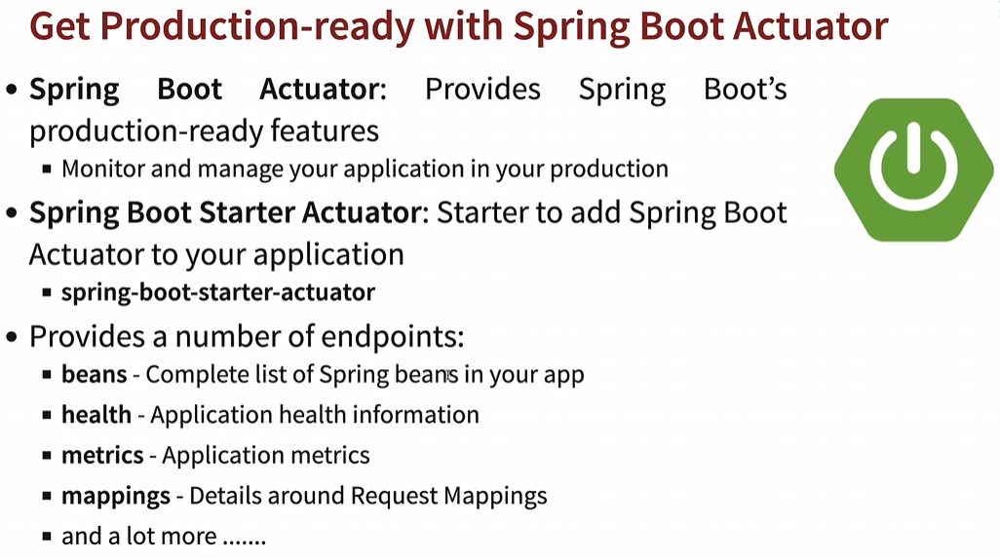 Get Production-ready with Spring Boot Actuator
• Spring Boot Actuator: Provides Spring Boot’s
production-ready features
▪ Monitor and manage your application in your production
• Spring Boot Starter Actuator: Starter to add Spring Boot
Actuator to your application
▪ spring-boot-starter-actuator
• Provides a number of endpoints:
▪ beans - Complete list of Spring beans in your app
▪ health - Application health information
▪ metrics - Application metrics
▪ mappings - Details around Request Mappings
▪ and a lot more .......